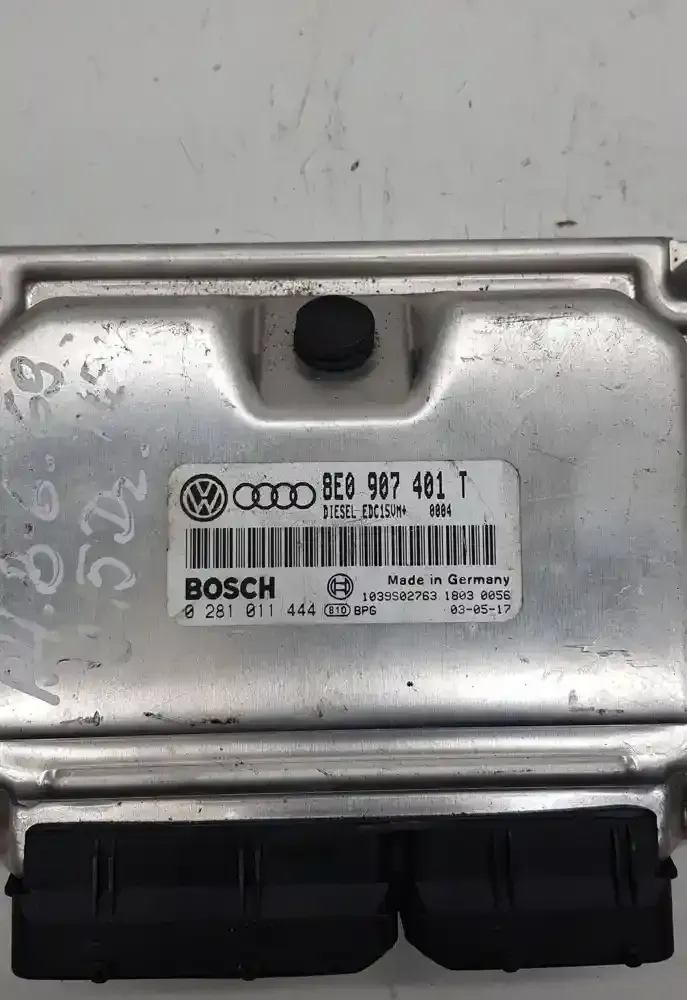 8E0 907 401 T
DIESEL EDC15VM+ 0004
BOSCH
Made in Germany
1039S02763 1803 0056
0 281 011 444 810 BPG 03-05-17